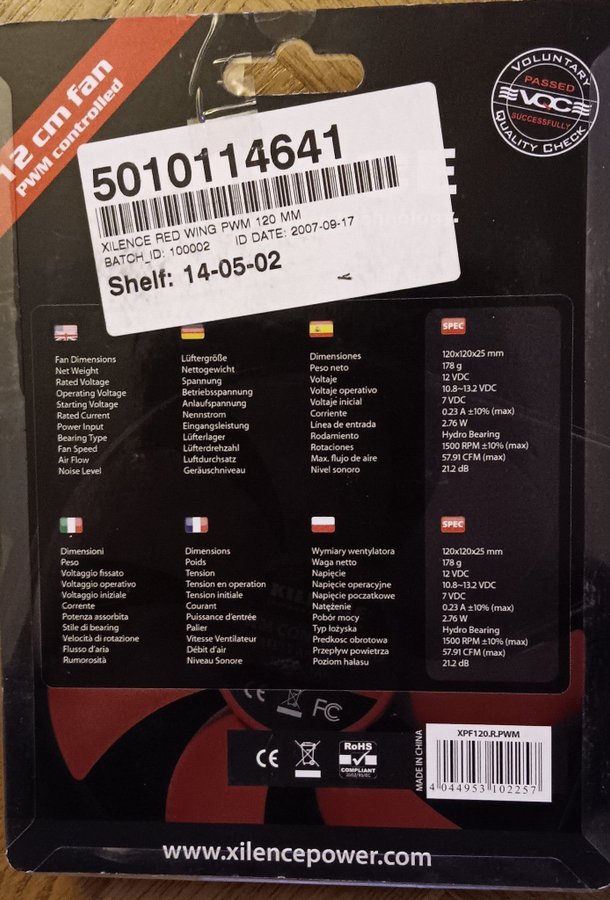 12 cm fan
PWM controlled
VOLUNTARY
PASSED
VQC
SUCCESSFULLY
QUALITY CHECK
5010114641
XILENCE RED WING PWM 120 MM
BATCH_ID: 100002 ID DATE: 2007-09-17
Shelf: 14-05-02
Fan Dimensions
Net Weight
Rated Voltage
Operating Voltage
Starting Voltage
Rated Current
Power Input
Bearing Type
Fan Speed
Air Flow
Noise Level
Lüftergröße
Nettogewicht
Spannung
Betriebsspannung
Anlaufspannung
Nennstrom
Eingangsleistung
Lüfterlager
Lüfterdrehzahl
Luftdurchsatz
Geräuschniveau
Dimensiones
Peso neto
Voltaje
Voltaje operativo
Voltaje inicial
Corriente
Línea de entrada
Rodamiento
Rotaciones
Max. flujo de aire
Nivel sonoro
SPEC
120x120x25 mm
178 g
12 VDC
10.8~13.2 VDC
7 VDC
0.23 A ±10% (max)
2.76 W
Hydro Bearing
1500 RPM ±10% (max)
57.91 CFM (max)
21.2 dB
Dimensioni
Peso
Voltaggio fissato
Voltaggio operativo
Voltaggio iniziale
Corrente
Potenza assorbita
Stile di bearing
Velocità di rotazione
Flusso d'aria
Rumorosità
Dimensions
Poids
Tension
Tension en operation
Tension initiale
Courant
Puissance d'entrée
Palier
Vitesse Ventilateur
Débit d'air
Niveau Sonore
Wymiary wentylatora
Waga netto
Napięcie
Napięcie operacyjne
Napięcie początkowe
Natężenie
Pobór mocy
Typ łożyska
Predkosc obrotowa
Przepływ powietrza
Poziom hałasu
SPEC
120x120x25 mm
178 g
12 VDC
10.8~13.2 VDC
7 VDC
0.23 A ±10% (max)
2.76 W
Hydro Bearing
1500 RPM ±10% (max)
57.91 CFM (max)
21.2 dB
CE FC
CE
RoHS
COMPLIANT
2002/95/EC
MADE IN CHINA
XPF120.R.PWM
4 044953 102257
www.xilencepower.com